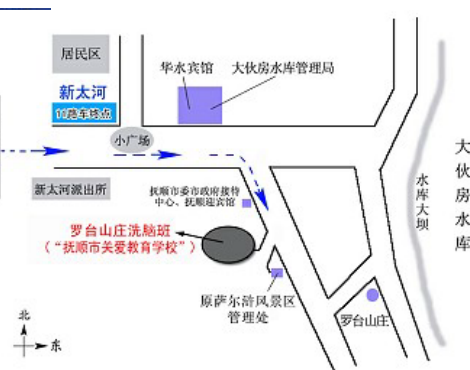 居民区
新太河
11路车终点
华水宾馆
大伙房水库管理局
小广场
新太河派出所
抚顺市委市政府接待
中心、抚顺迎宾馆
罗台山庄洗脑班
（“抚顺市关爱教育学校”）
原萨尔浒风景区
管理处
罗台山庄
水库大坝
大伙房水库
北
东